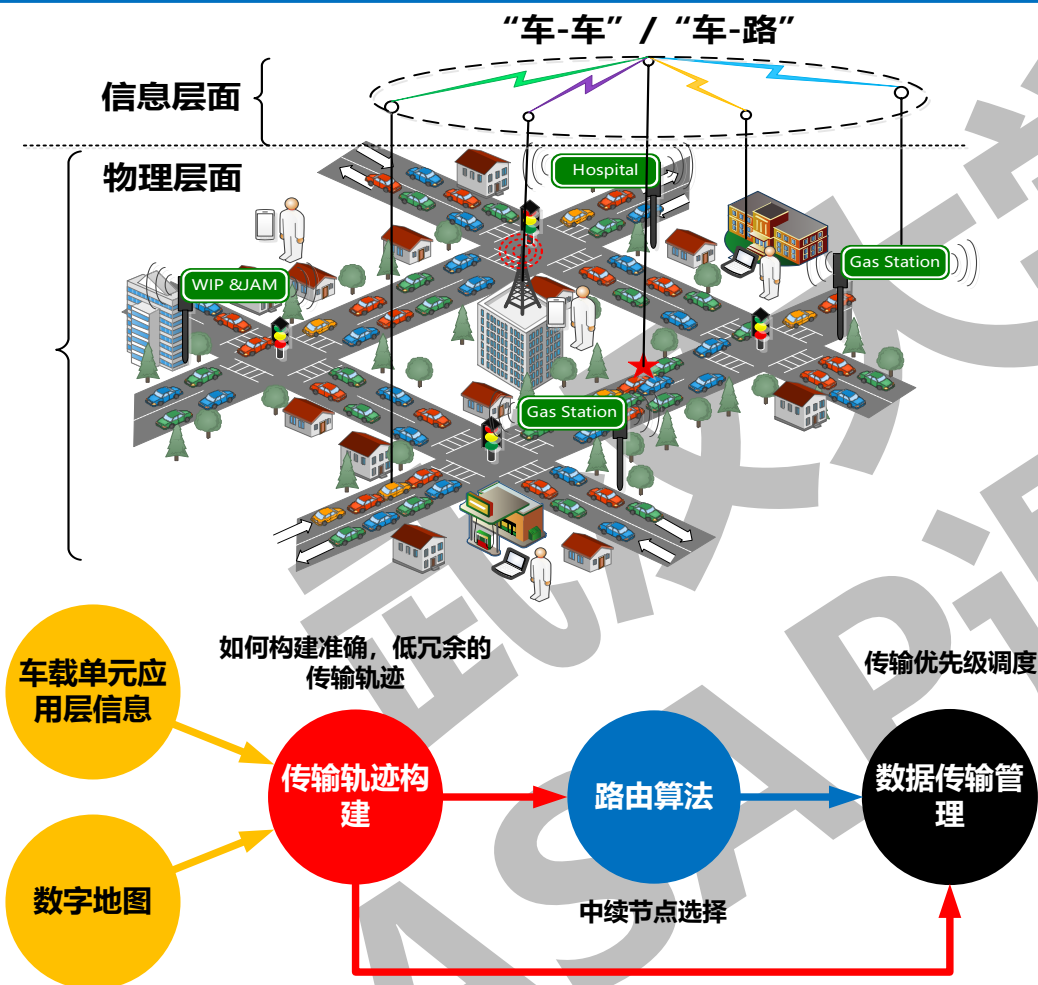 “车-车” / “车-路”
信息层面
物理层面
Hospital
Gas Station
WIP &JAM
Gas Station
如何构建准确，低冗余的
传输轨迹
传输优先级调度
车载单元应
用层信息
传输轨迹构
建
路由算法
数据传输管
理
数字地图
中续节点选择